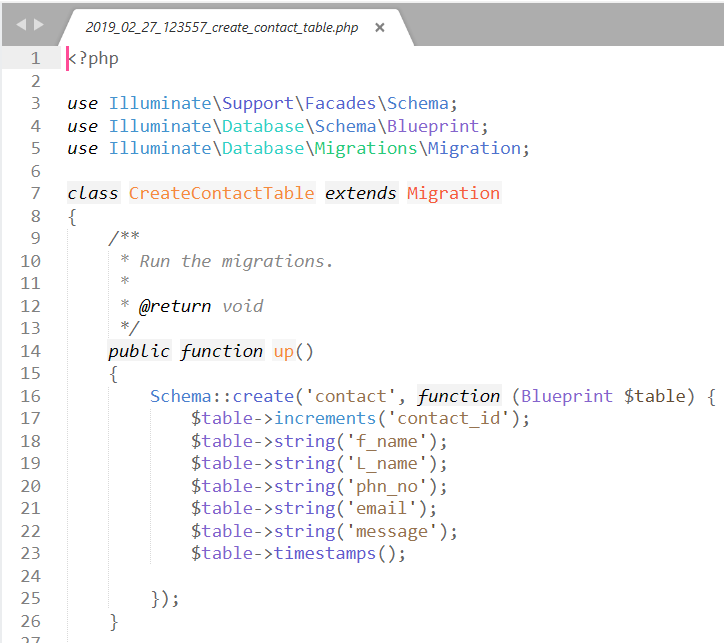 2019_02_27_123557_create_contact_table.php ×
1 <?php
2
3 use Illuminate\Support\Facades\Schema;
4 use Illuminate\Database\Schema\Blueprint;
5 use Illuminate\Database\Migrations\Migration;
6
7 class CreateContactTable extends Migration
8 {
9     /**
10      * Run the migrations.
11      *
12      * @return void
13      */
14     public function up()
15     {
16         Schema::create('contact', function (Blueprint $table) {
17             $table->increments('contact_id');
18             $table->string('f_name');
19             $table->string('L_name');
20             $table->string('phn_no');
21             $table->string('email');
22             $table->string('message');
23             $table->timestamps();
24
25         });
26     }
27